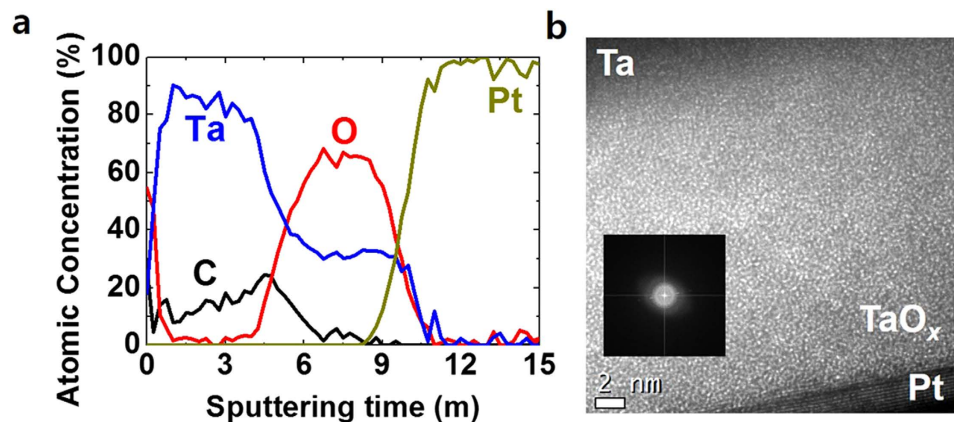 a
Atomic Concentration (%)
100
80
60
40
20
0
Ta
O
Pt
C
0
3
6
9
12
15
Sputtering time (m)
b
Ta
TaOₓ
Pt
2 nm